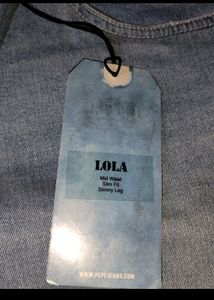 LOLA
Mid Waist
Slim Fit
Skinny Leg
WWW.PEPEJEANS.COM